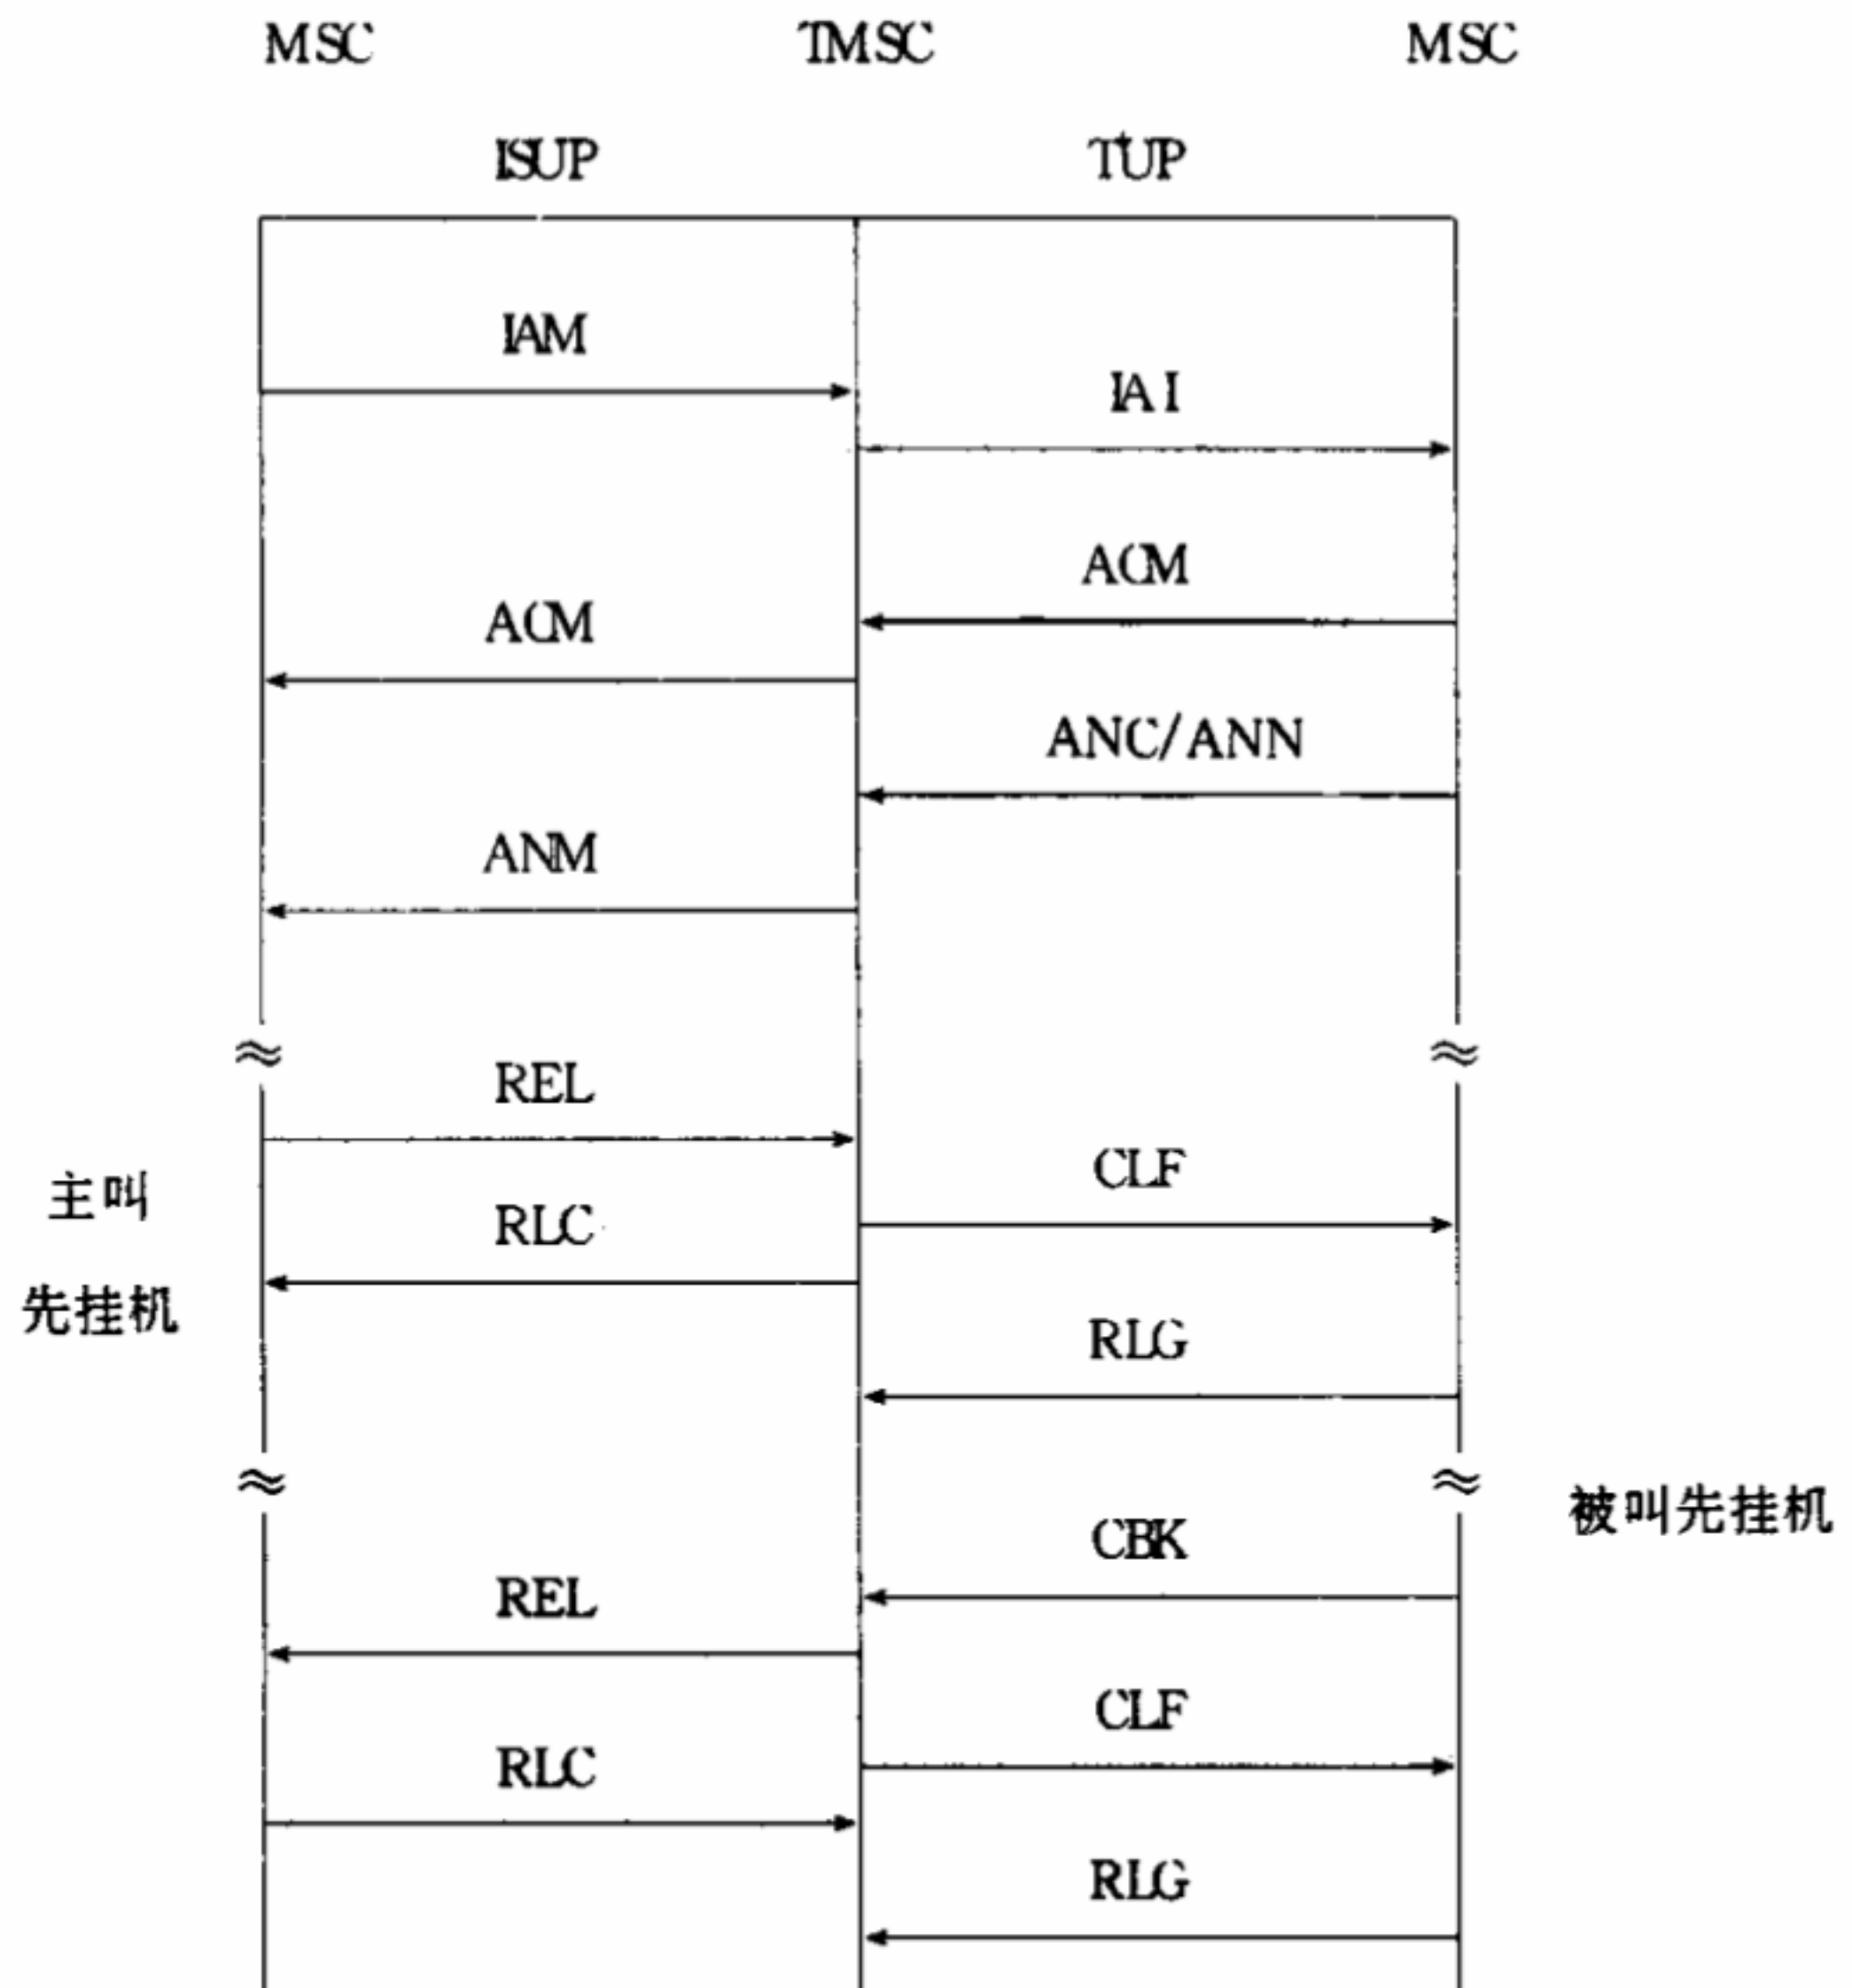 MSC TMSC MSC
ISUP TUP
IAM
IAI
ACM
ACM
ANC/ANN
ANM
REL
CLF
主叫
RLC
先挂机
RLG
被叫先挂机
CBK
REL
CLF
RLC
RLG